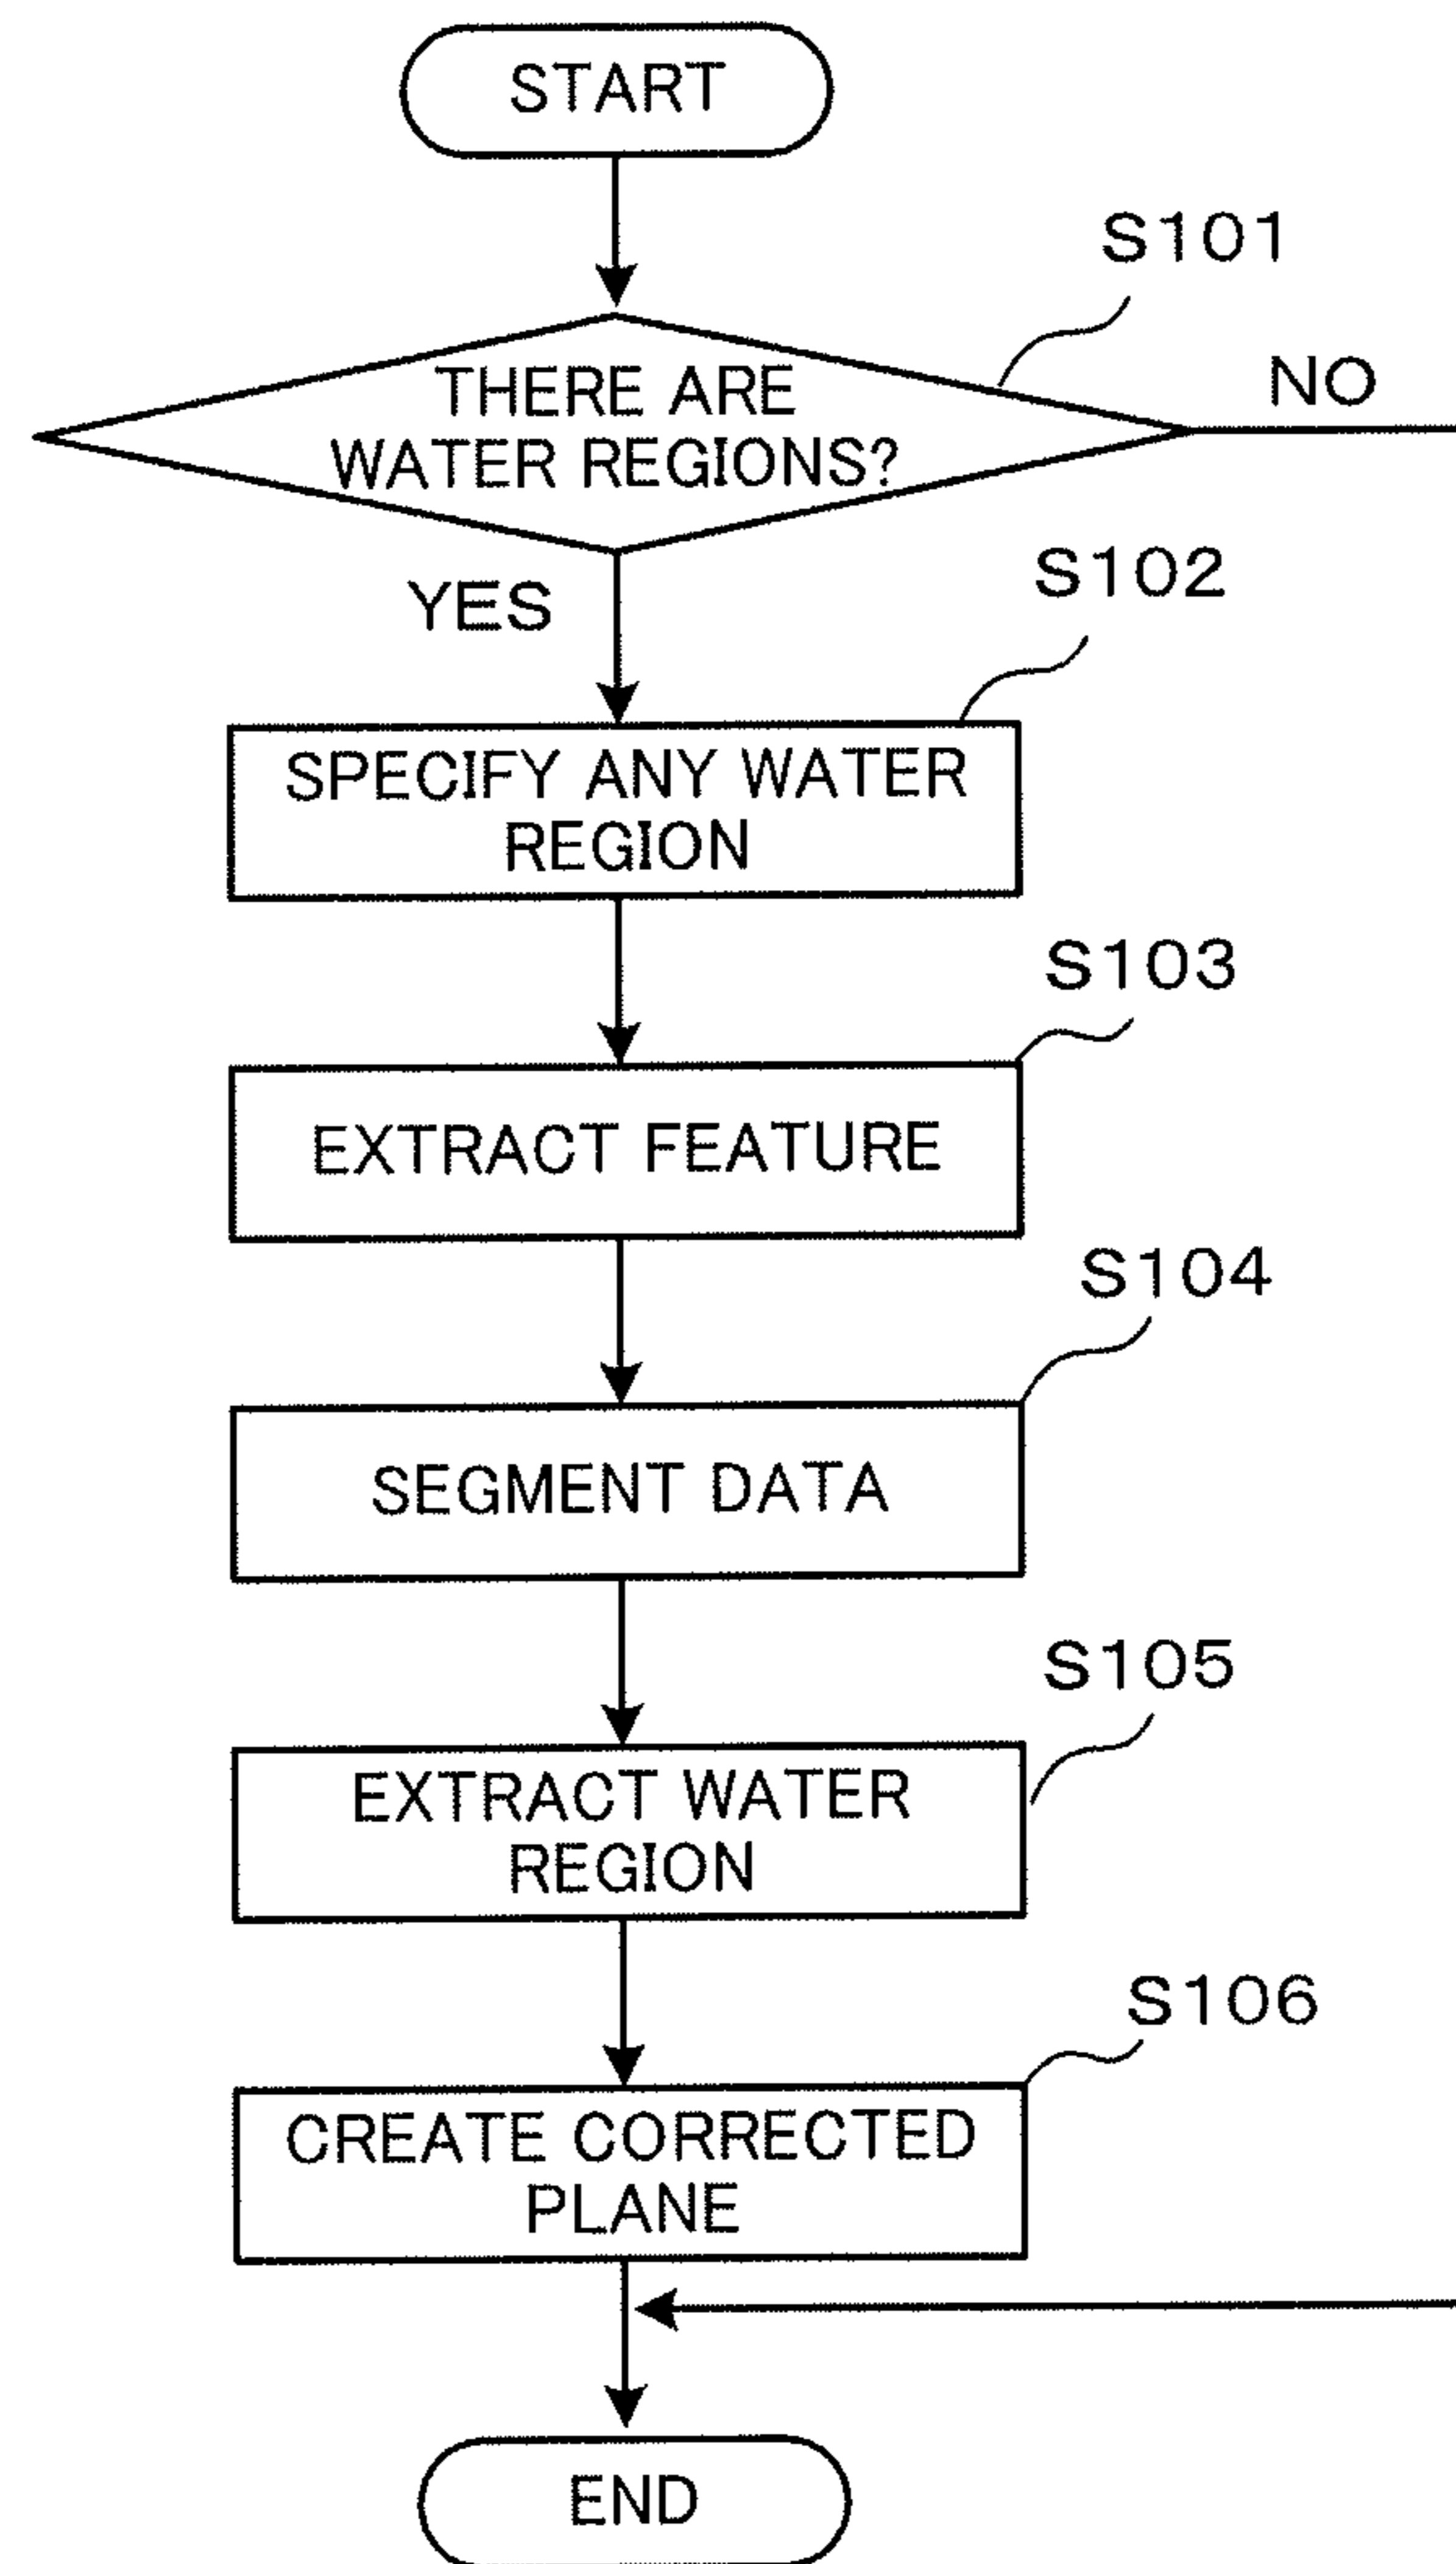 START
S101
THERE ARE
WATER REGIONS?
NO
YES
S102
SPECIFY ANY WATER
REGION
S103
EXTRACT FEATURE
S104
SEGMENT DATA
S105
EXTRACT WATER
REGION
S106
CREATE CORRECTED
PLANE
END